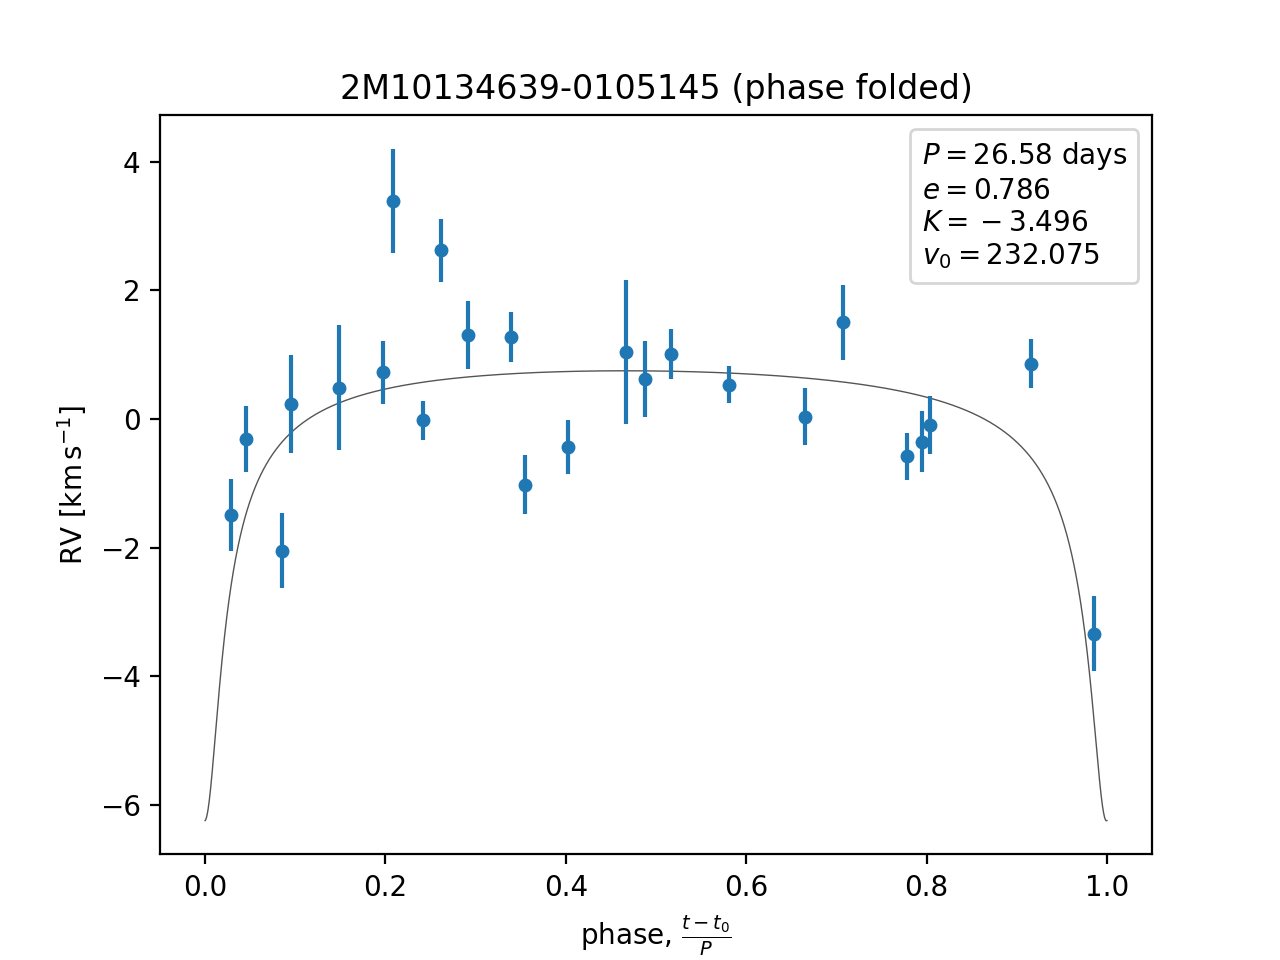 2M10134639-0105145 (phase folded)
P = 26.58 days
e = 0.786
K = −3.496
v₀ = 232.075
RV [km s⁻¹]
4
2
0
−2
−4
−6
0.0 0.2 0.4 0.6 0.8 1.0
phase, (t − t₀)/P